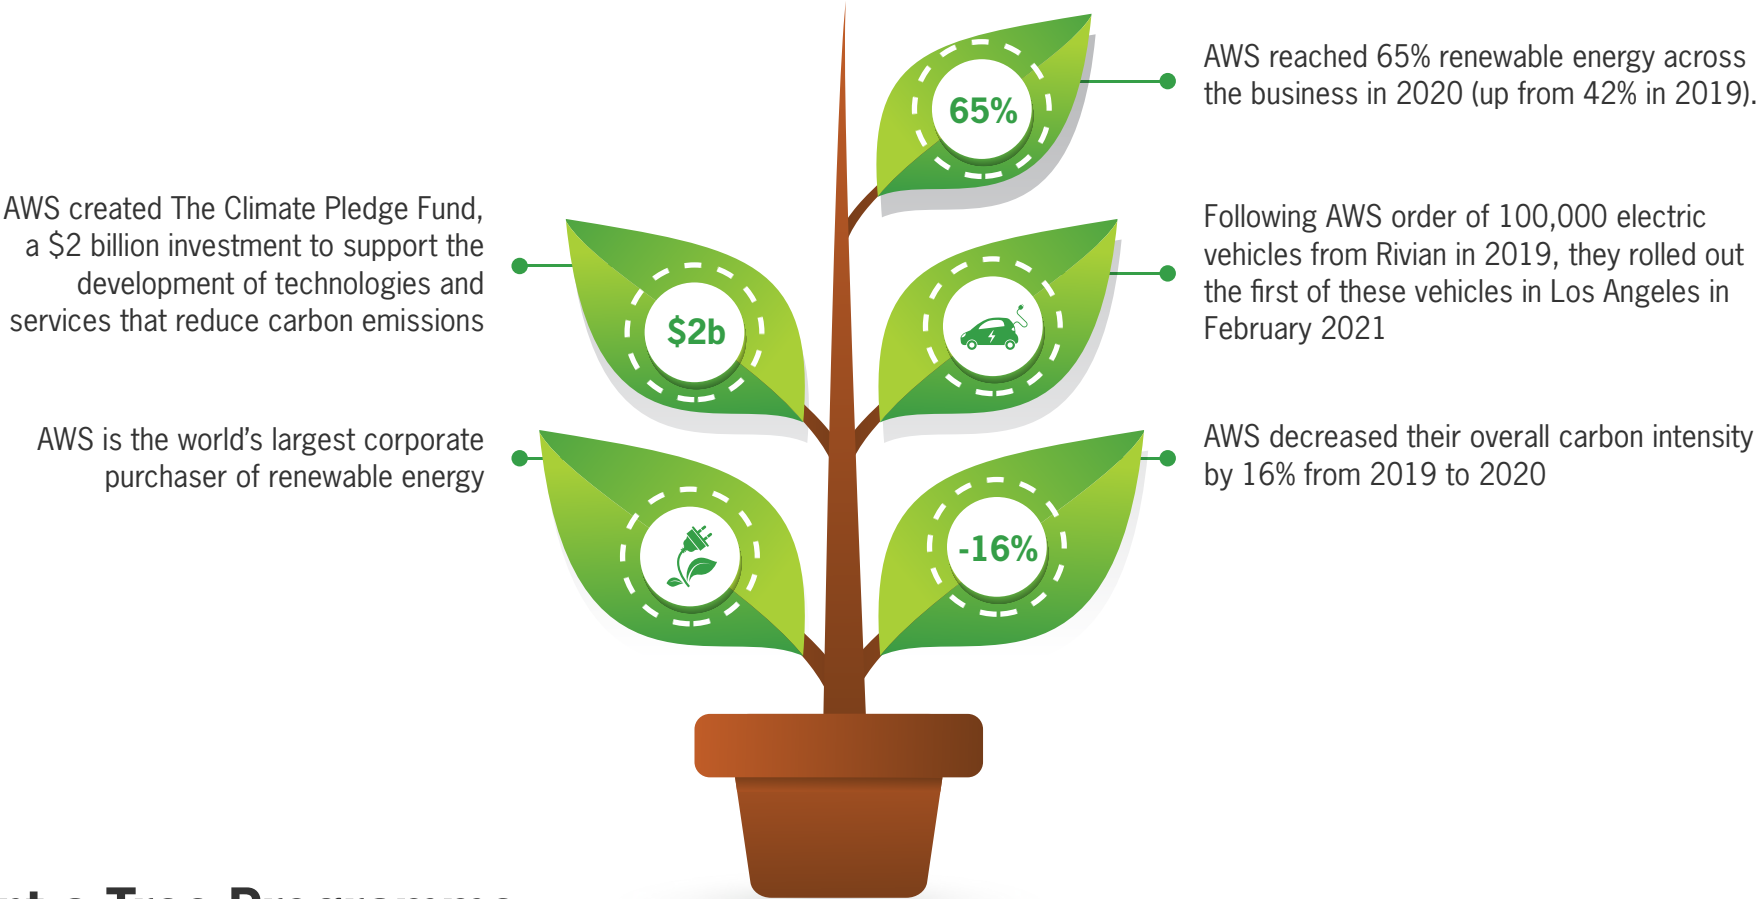 65%
AWS reached 65% renewable energy across
the business in 2020 (up from 42% in 2019).
AWS created The Climate Pledge Fund,
a $2 billion investment to support the
development of technologies and
services that reduce carbon emissions
$2b
Following AWS order of 100,000 electric
vehicles from Rivian in 2019, they rolled out
the first of these vehicles in Los Angeles in
February 2021
AWS is the world’s largest corporate
purchaser of renewable energy
-16%
AWS decreased their overall carbon intensity
by 16% from 2019 to 2020
a Tree Programme